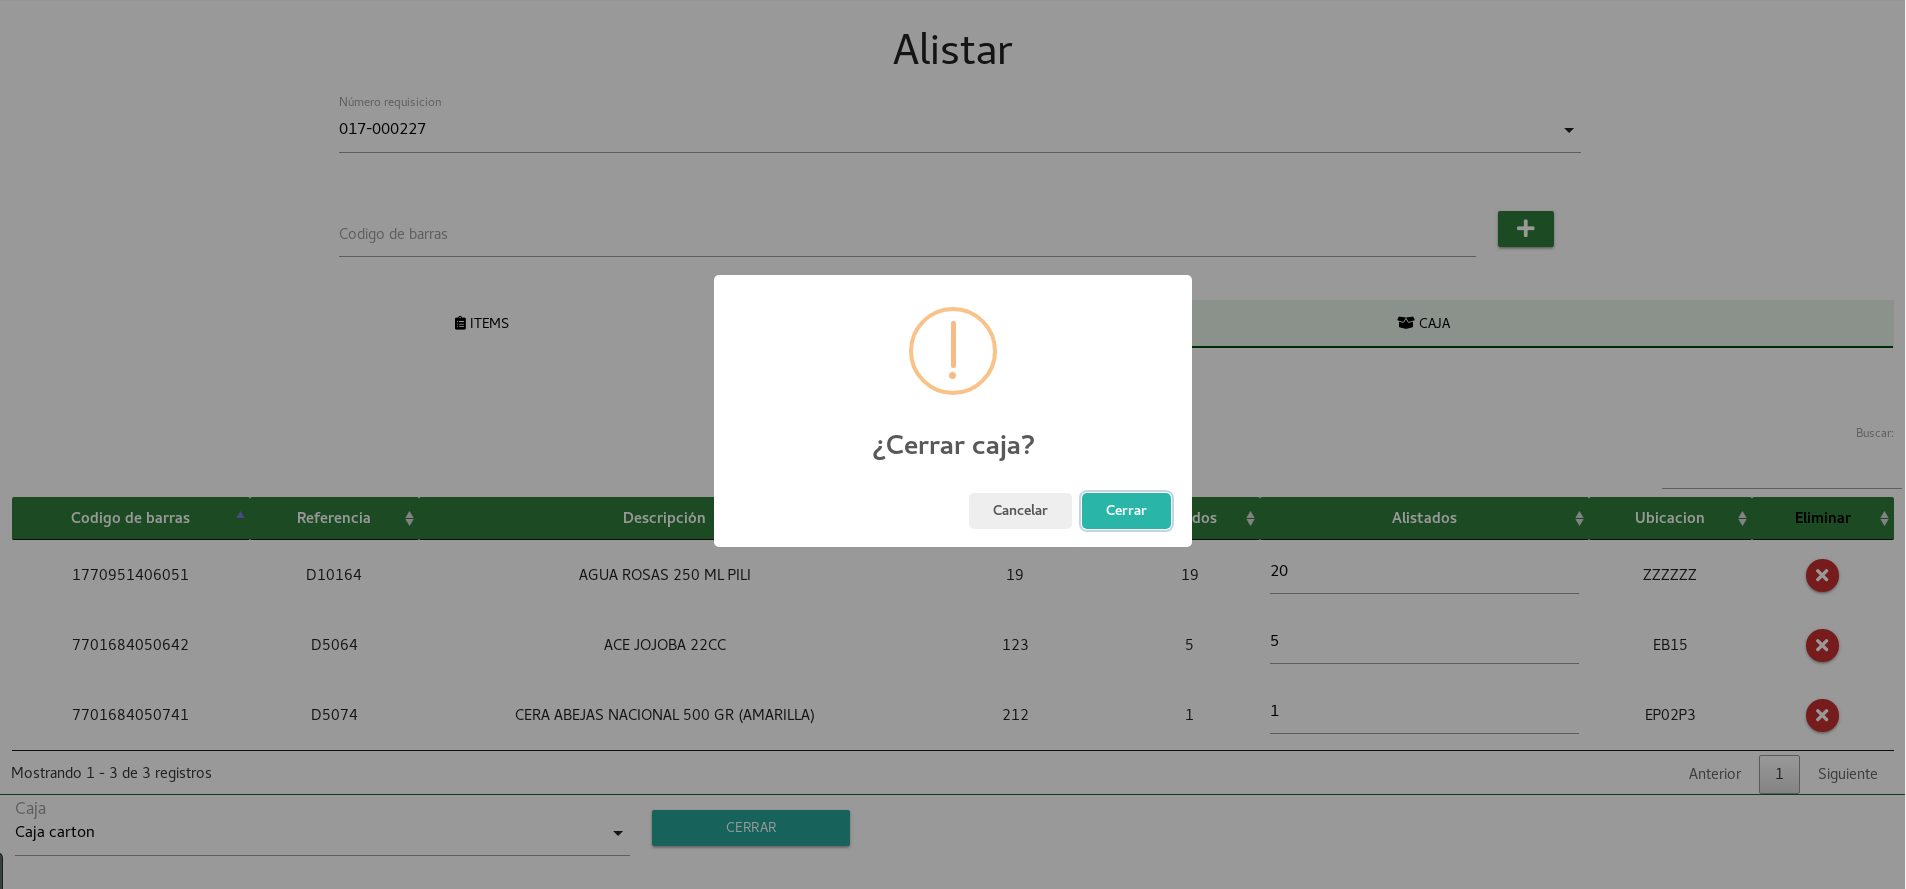 Alistar
Número requisicion
017-000227
Codigo de barras
ITEMS
CAJA
¿Cerrar caja?
Cancelar
Cerrar
Buscar:
Codigo de barras Referencia Descripción dos Alistados Ubicacion Eliminar
1770951406051 D10164 AGUA ROSAS 250 ML PILI 19 19 20 ZZZZZZ
7701684050642 D5064 ACE JOJOBA 22CC 123 5 5 EB15
7701684050741 D5074 CERA ABEJAS NACIONAL 500 GR (AMARILLA) 212 1 1 EP02P3
Mostrando 1 - 3 de 3 registros
Anterior 1 Siguiente
Caja
Caja carton
CERRAR